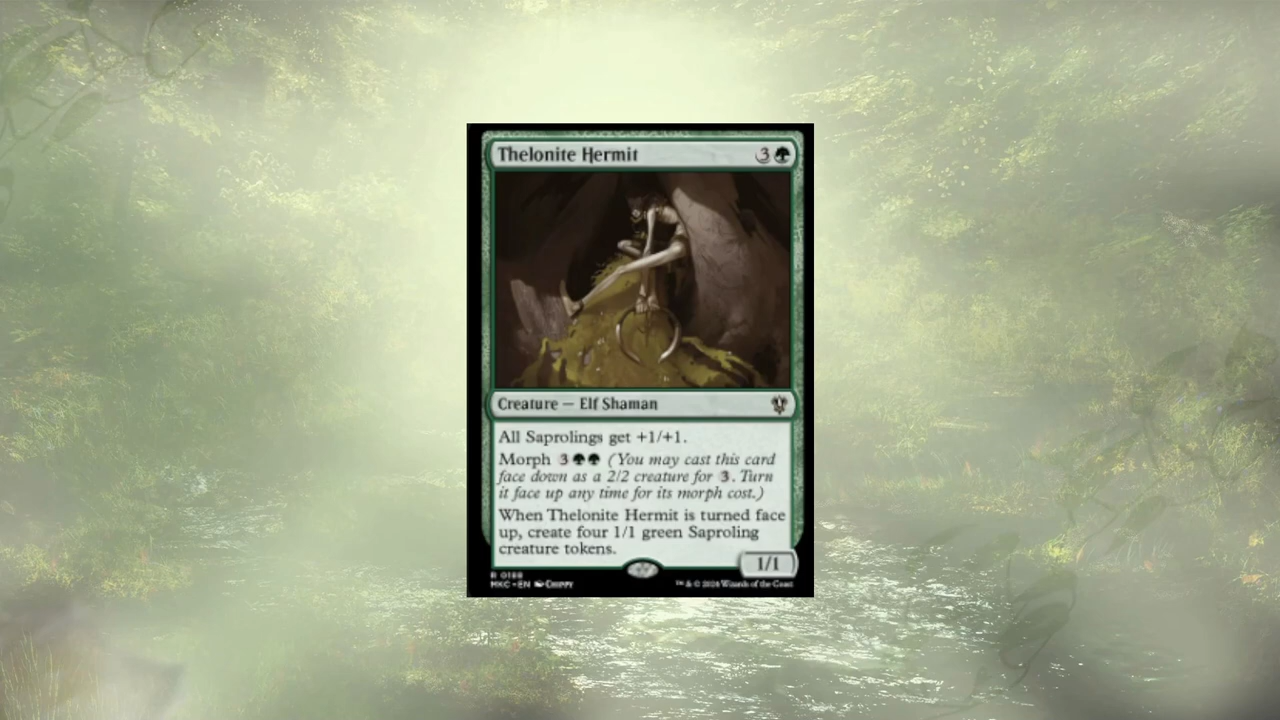 Thelonite Hermit 3
Creature — Elf Shaman
All Saprolings get +1/+1.
Morph 3 (You may cast this card
face down as a 2/2 creature for 3. Turn
it face up any time for its morph cost.)
When Thelonite Hermit is turned face
up, create four 1/1 green Saproling
creature tokens.
1/1
R 0188
MKC • EN Chippy
™ & © 2024 Wizards of the Coast